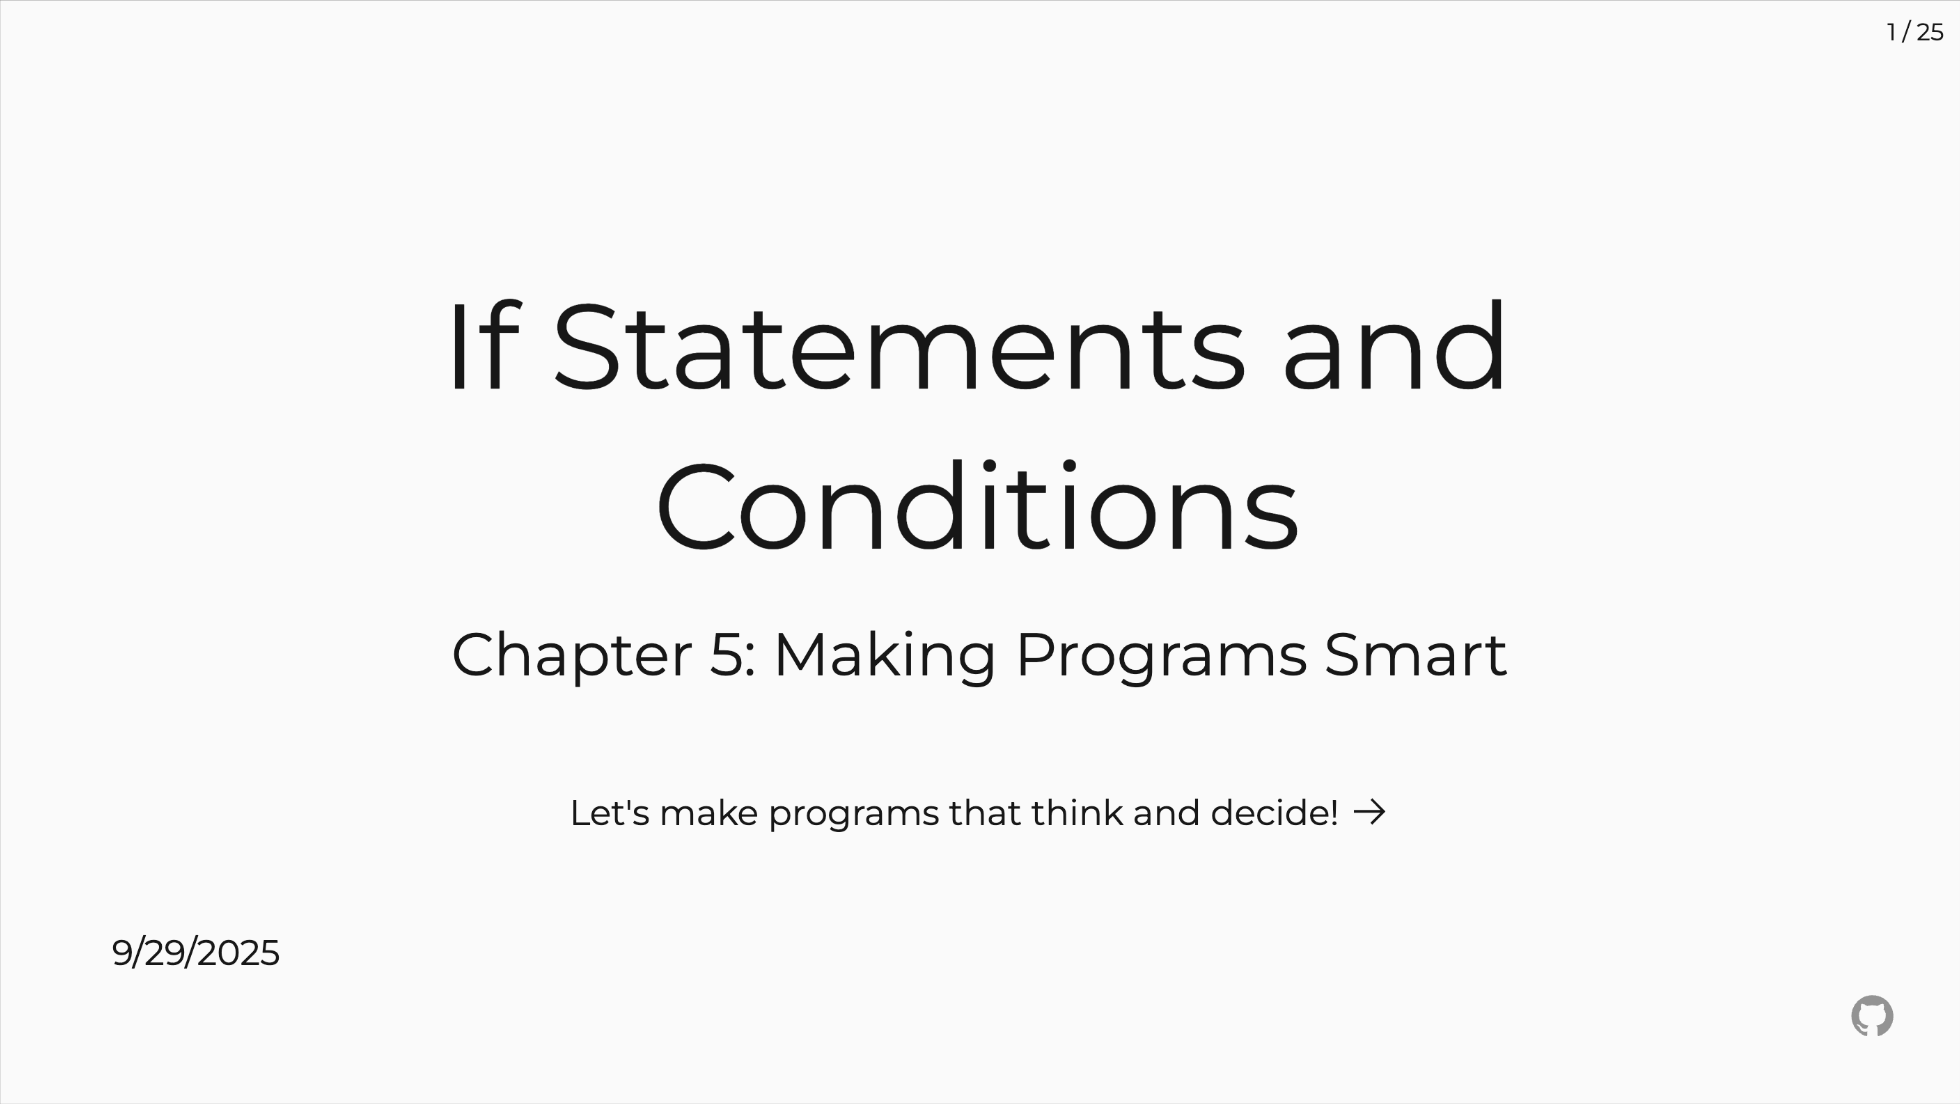 1 / 25
If Statements and
Conditions
Chapter 5: Making Programs Smart
Let's make programs that think and decide! →
9/29/2025